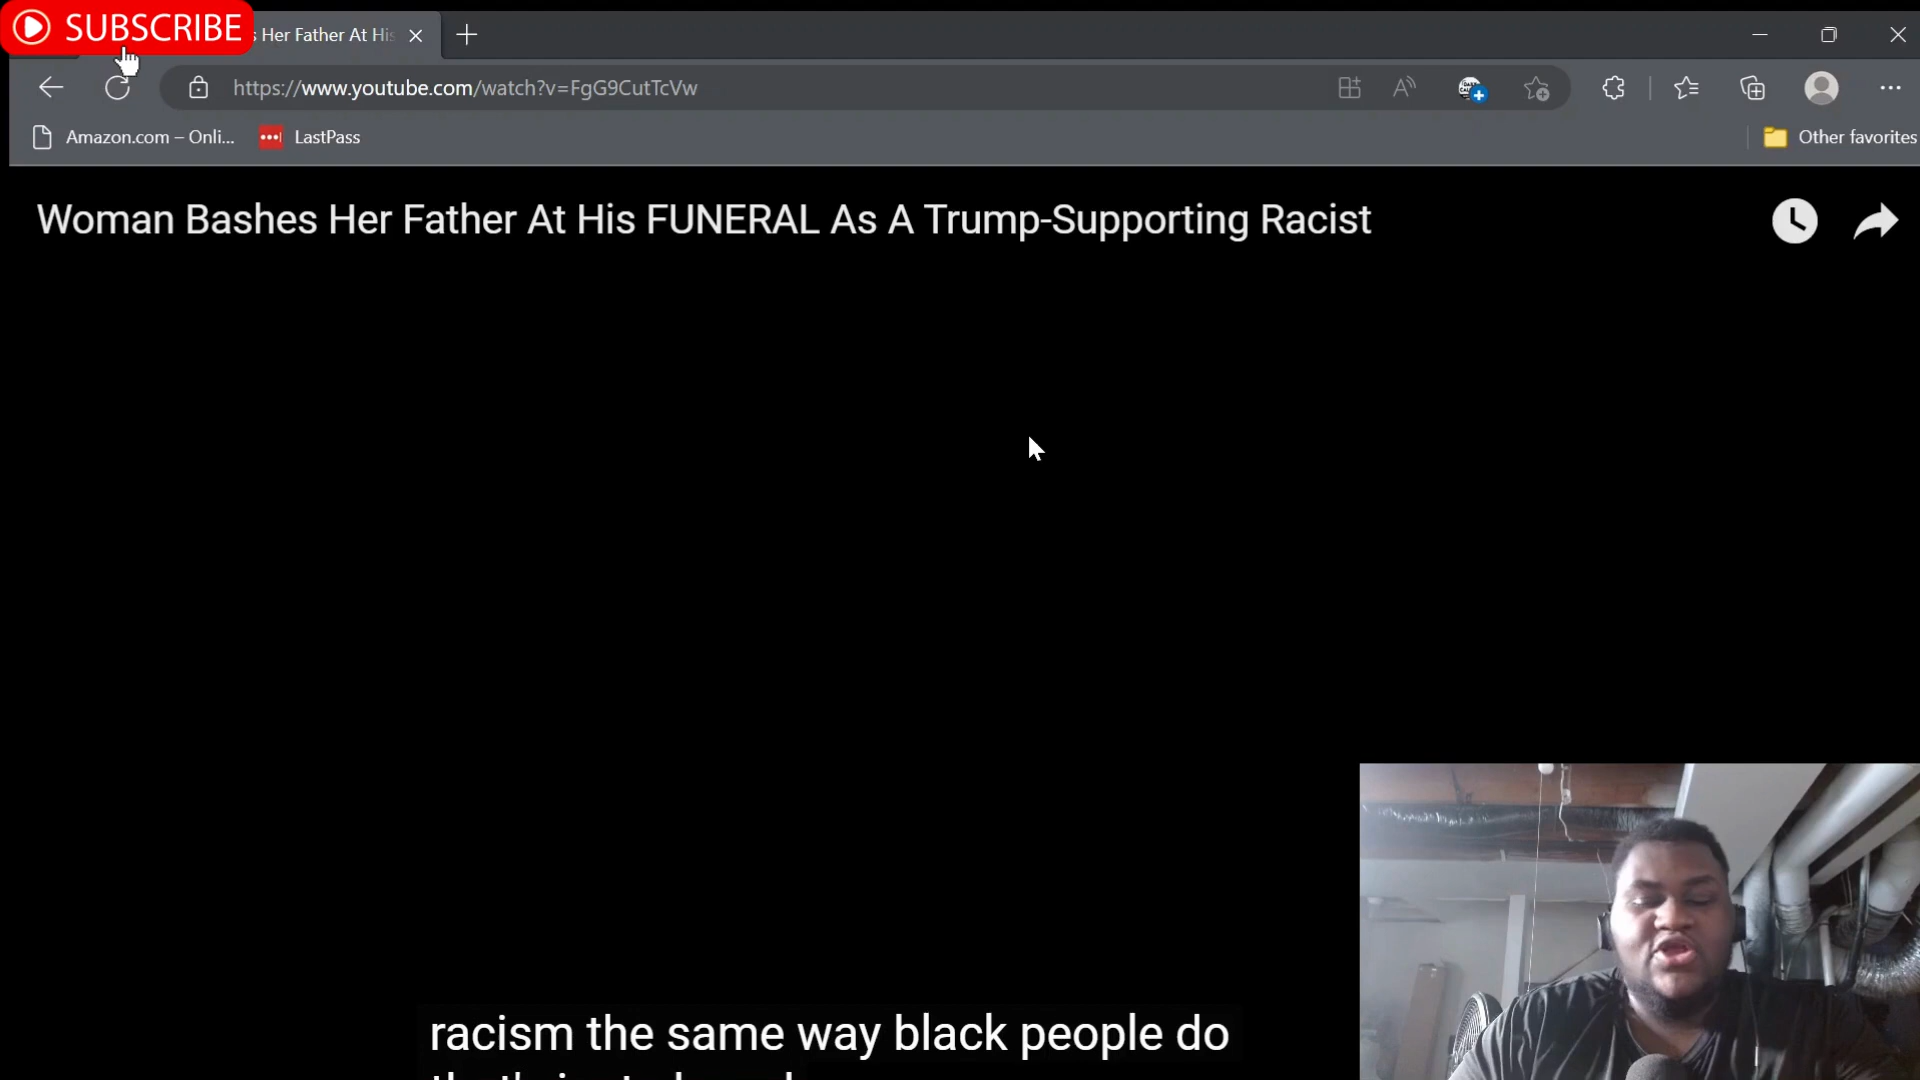 SUBSCRIBE
Her Father At His
https://www.youtube.com/watch?v=FgG9CutTcVw
Amazon.com – Onli...
LastPass
Other favorites
Woman Bashes Her Father At His FUNERAL As A Trump-Supporting Racist
racism the same way black people do